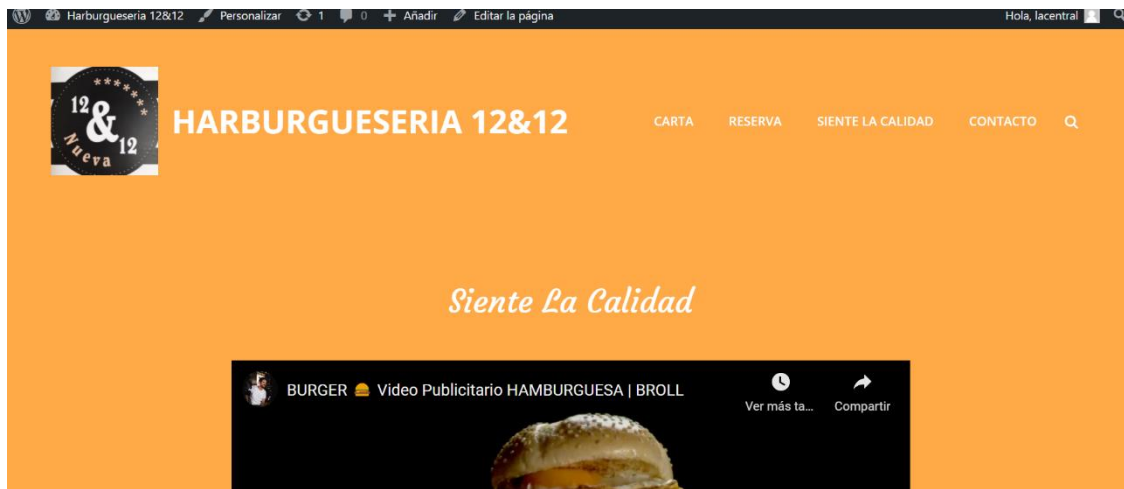 Harburgueseria 12&12 Personalizar 1 0 Añadir Editar la página Hola, lacentral
12 & 12
Nueva
HARBURGUESERIA 12&12
CARTA RESERVA SIENTE LA CALIDAD CONTACTO
Siente La Calidad
BURGER 🍔 Video Publicitario HAMBURGUESA | BROLL
Ver más ta... Compartir